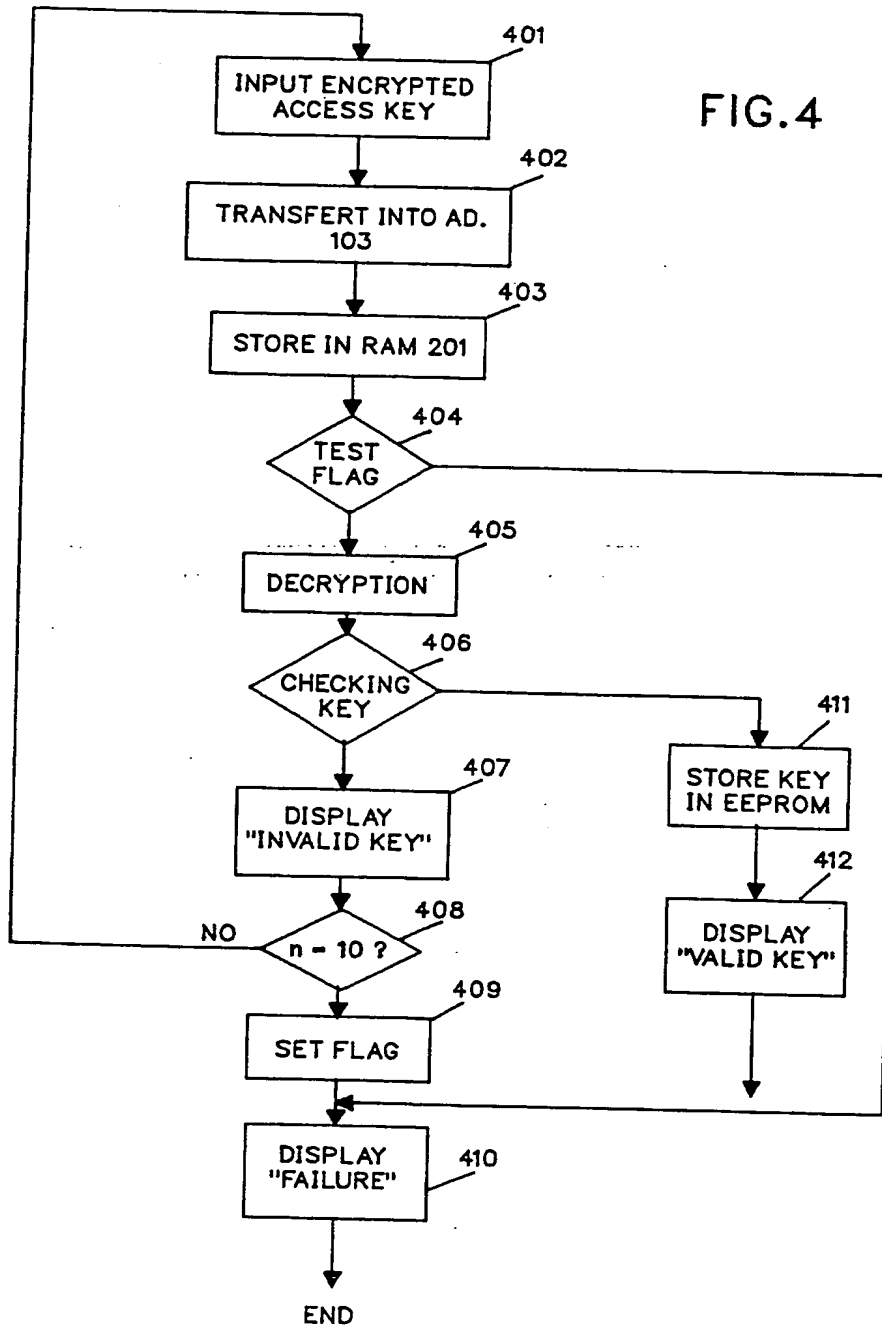 401
INPUT ENCRYPTED
ACCESS KEY
FIG.4
402
TRANSFERT INTO AD.
103
403
STORE IN RAM 201
404
TEST
FLAG
405
DECRYPTION
406
CHECKING
KEY
411
STORE KEY
IN EEPROM
407
DISPLAY
"INVALID KEY"
412
DISPLAY
"VALID KEY"
408
NO
n = 10 ?
409
SET FLAG
DISPLAY
"FAILURE"
410
END